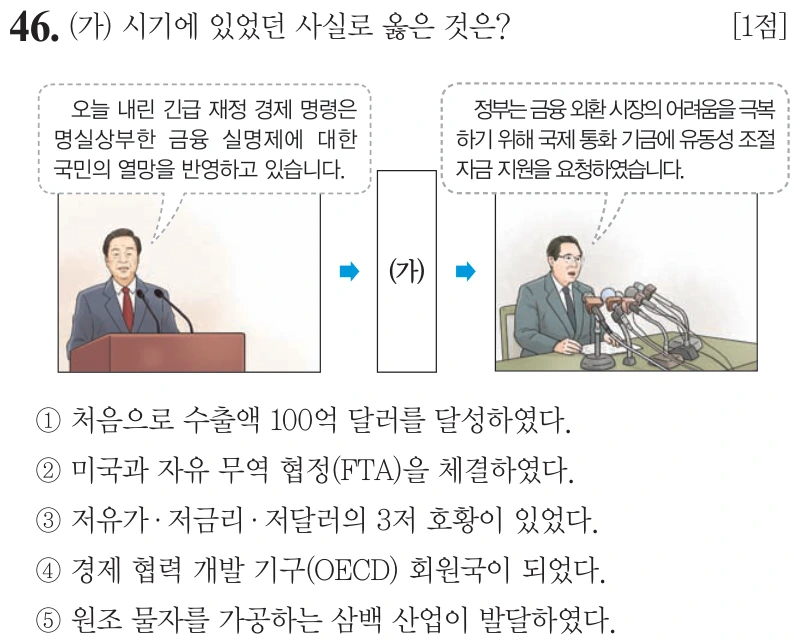 46. (가) 시기에 있었던 사실로 옳은 것은? [1점]
오늘 내린 긴급 재정 경제 명령은
명실상부한 금융 실명제에 대한
국민의 열망을 반영하고 있습니다.
(가)
정부는 금융 외환 시장의 어려움을 극복
하기 위해 국제 통화 기금에 유동성 조절
자금 지원을 요청하였습니다.
① 처음으로 수출액 100억 달러를 달성하였다.
② 미국과 자유 무역 협정(FTA)을 체결하였다.
③ 저유가·저금리·저달러의 3저 호황이 있었다.
④ 경제 협력 개발 기구(OECD) 회원국이 되었다.
⑤ 원조 물자를 가공하는 삼백 산업이 발달하였다.